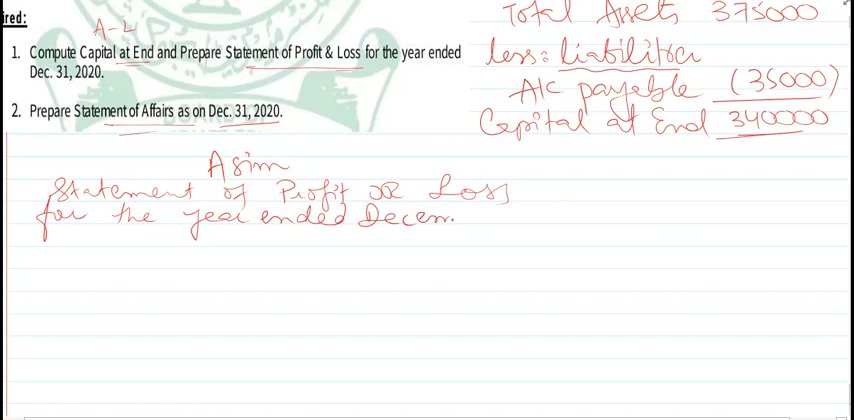 ired:
A-L
1. Compute Capital at End and Prepare Statement of Profit & Loss for the year ended
Dec. 31, 2020.
2. Prepare Statement of Affairs as on Dec. 31, 2020.
Total Assets 375000
less: liabilities
A/C payable (35000)
Capital at End 340000
Asim
Statement of Profit OR Loss
for the year ended Decem.